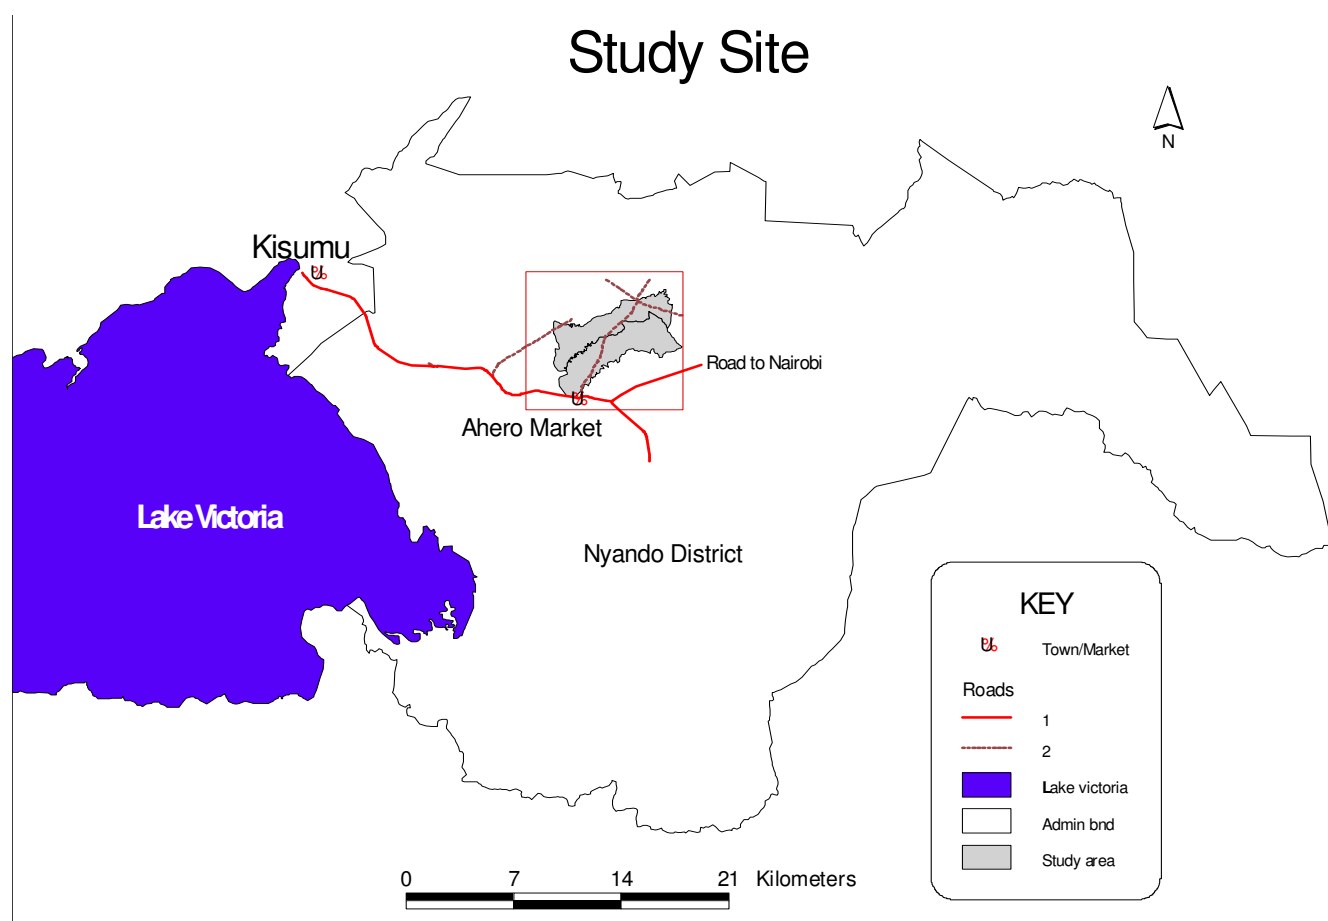 Study Site
N
Kisumu
Road to Nairobi
Ahero Market
Lake Victoria
Nyando District
KEY
Town/Market
Roads
1
2
Lake victoria
Admin bnd
Study area
0 7 14 21 Kilometers